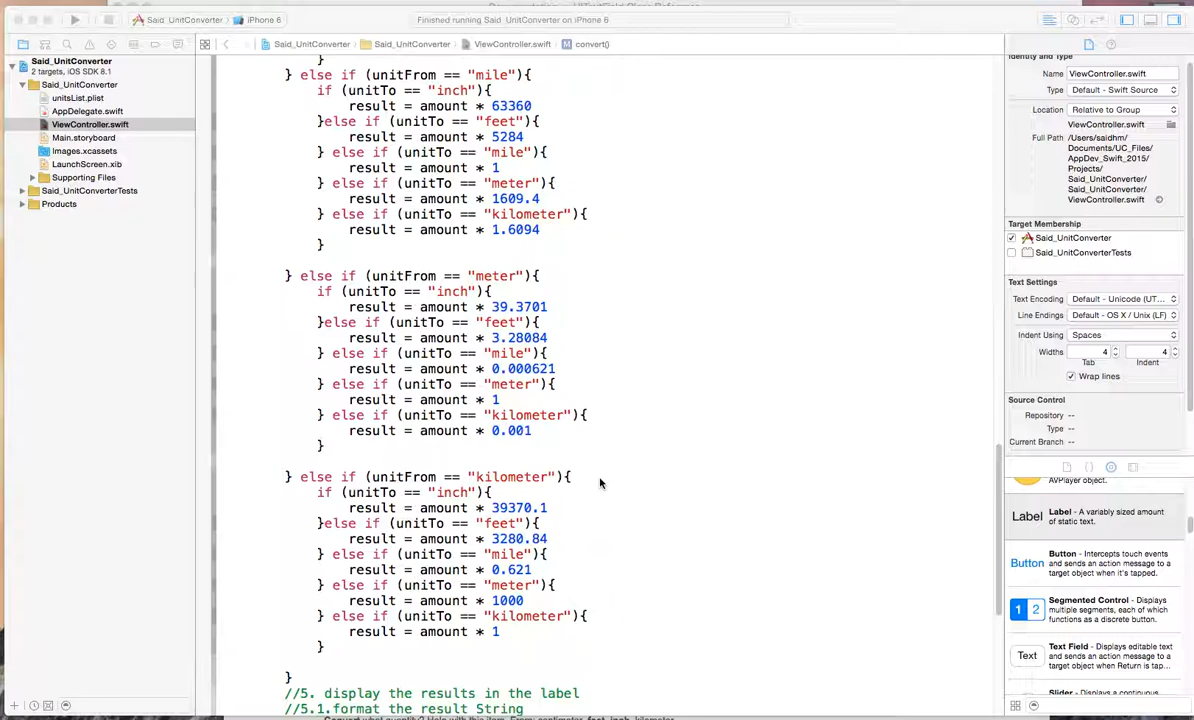 Said_UnitConverter
iPhone 6
Finished running Said_UnitConverter on iPhone 6
Said_UnitConverter
Said_UnitConverter
ViewController.swift
M
convert()
Said_UnitConverter
2 targets, iOS SDK 8.1
Said_UnitConverter
unitsList.plist
AppDelegate.swift
ViewController.swift
Main.storyboard
Images.xcassets
LaunchScreen.xib
Supporting Files
Said_UnitConverterTests
Products
}
} else if (unitFrom == "mile"){
if (unitTo == "inch"){
result = amount * 63360
}else if (unitTo == "feet"){
result = amount * 5284
} else if (unitTo == "mile"){
result = amount * 1
} else if (unitTo == "meter"){
result = amount * 1609.4
} else if (unitTo == "kilometer"){
result = amount * 1.6094
}
} else if (unitFrom == "meter"){
if (unitTo == "inch"){
result = amount * 39.3701
}else if (unitTo == "feet"){
result = amount * 3.28084
} else if (unitTo == "mile"){
result = amount * 0.000621
} else if (unitTo == "meter"){
result = amount * 1
} else if (unitTo == "kilometer"){
result = amount * 0.001
}
} else if (unitFrom == "kilometer"){
if (unitTo == "inch"){
result = amount * 39370.1
}else if (unitTo == "feet"){
result = amount * 3280.84
} else if (unitTo == "mile"){
result = amount * 0.621
} else if (unitTo == "meter"){
result = amount * 1000
} else if (unitTo == "kilometer"){
result = amount * 1
}
}
//5. display the results in the label
//5.1.format the result String
Identity and Type
Name ViewController.swift
Type Default - Swift Source
Location Relative to Group
ViewController.swift
Full Path /Users/saidhm/
Documents/UC_Files/
AppDev_Swift_2015/
Projects/
Said_UnitConverter/
Said_UnitConverter/
ViewController.swift
Target Membership
Said_UnitConverter
Said_UnitConverterTests
Text Settings
Text Encoding Default - Unicode (UT...
Line Endings Default - OS X / Unix (LF)
Indent Using Spaces
Widths 4 4
Tab Indent
Wrap lines
Source Control
Repository --
Type --
Current Branch --
AVPlayer object.
Label
Label - A variably sized amount
of static text.
Button
Button - Intercepts touch events
and sends an action message to a
target object when it's tapped.
1 2
Segmented Control - Displays
multiple segments, each of which
functions as a discrete button.
Text
Text Field - Displays editable text
and sends an action message to a
target object when Return is tap...
Slider - Displays a continuous